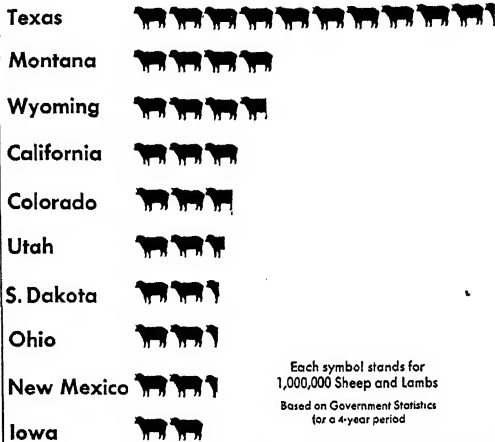 Texas
Montana
Wyoming
California
Colorado
Utah
S. Dakota
Ohio
New Mexico
Iowa
Each symbol stands for
1,000,000 Sheep and Lambs
Based on Government Statistics
for a 4-year period